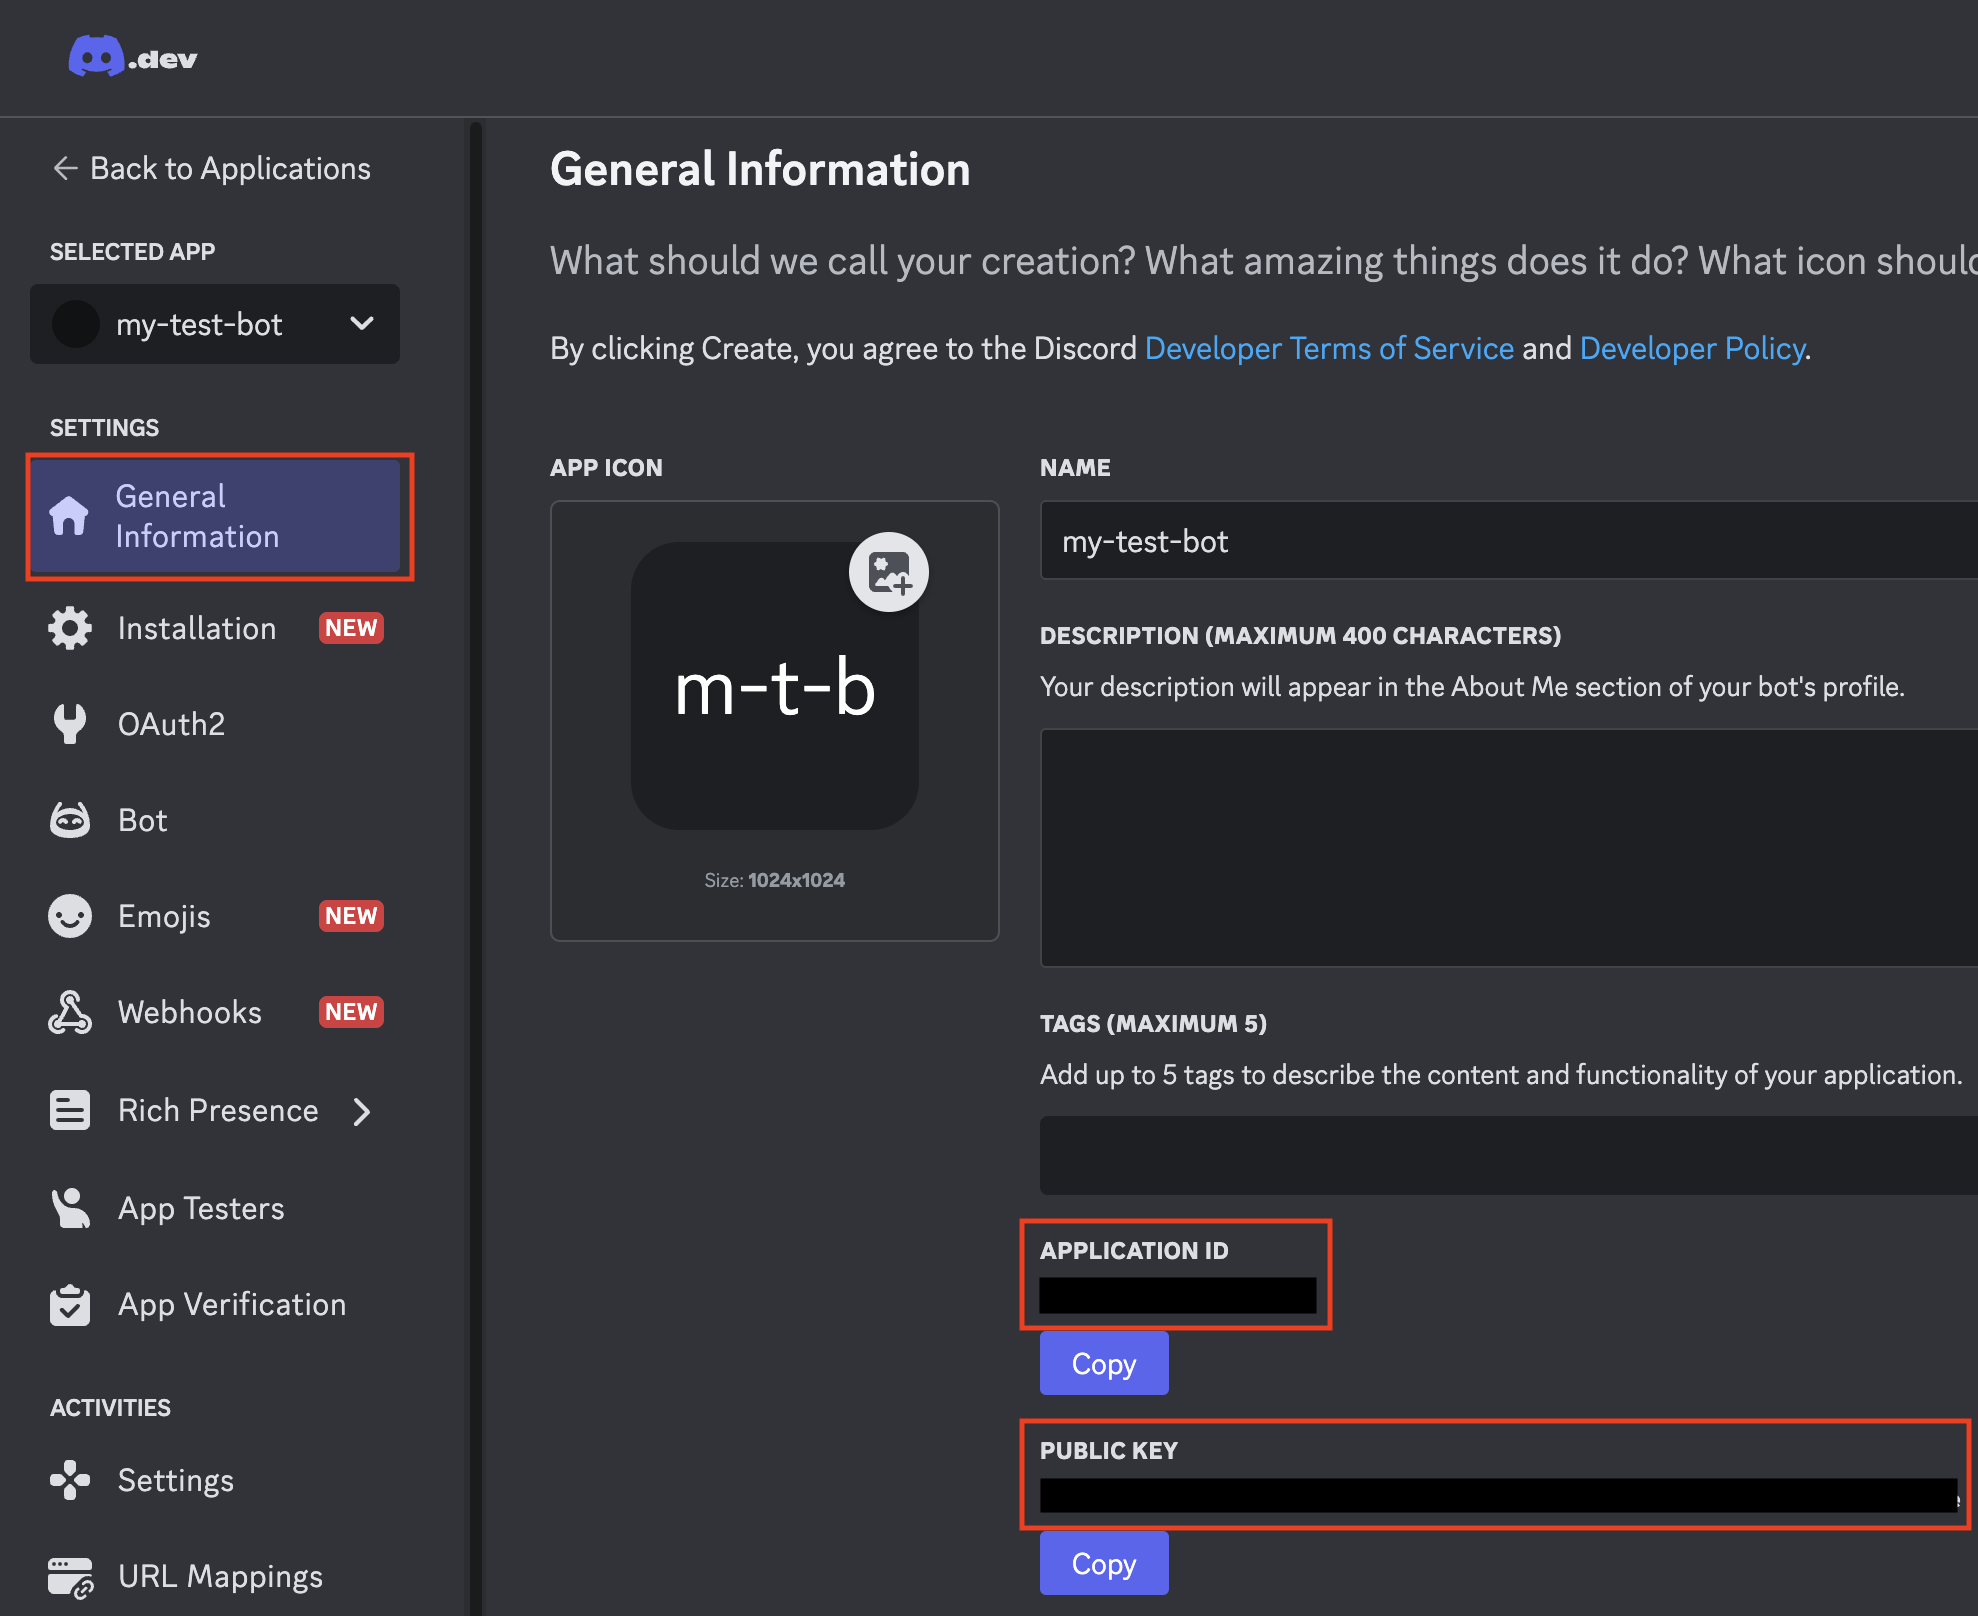 .dev
← Back to Applications
SELECTED APP
my-test-bot
SETTINGS
General
Information
Installation NEW
OAuth2
Bot
Emojis NEW
Webhooks NEW
Rich Presence
App Testers
App Verification
ACTIVITIES
Settings
URL Mappings
General Information
What should we call your creation? What amazing things does it do? What icon should
By clicking Create, you agree to the Discord Developer Terms of Service and Developer Policy.
APP ICON
m-t-b
Size: 1024x1024
NAME
my-test-bot
DESCRIPTION (MAXIMUM 400 CHARACTERS)
Your description will appear in the About Me section of your bot's profile.
TAGS (MAXIMUM 5)
Add up to 5 tags to describe the content and functionality of your application.
APPLICATION ID
Copy
PUBLIC KEY
Copy